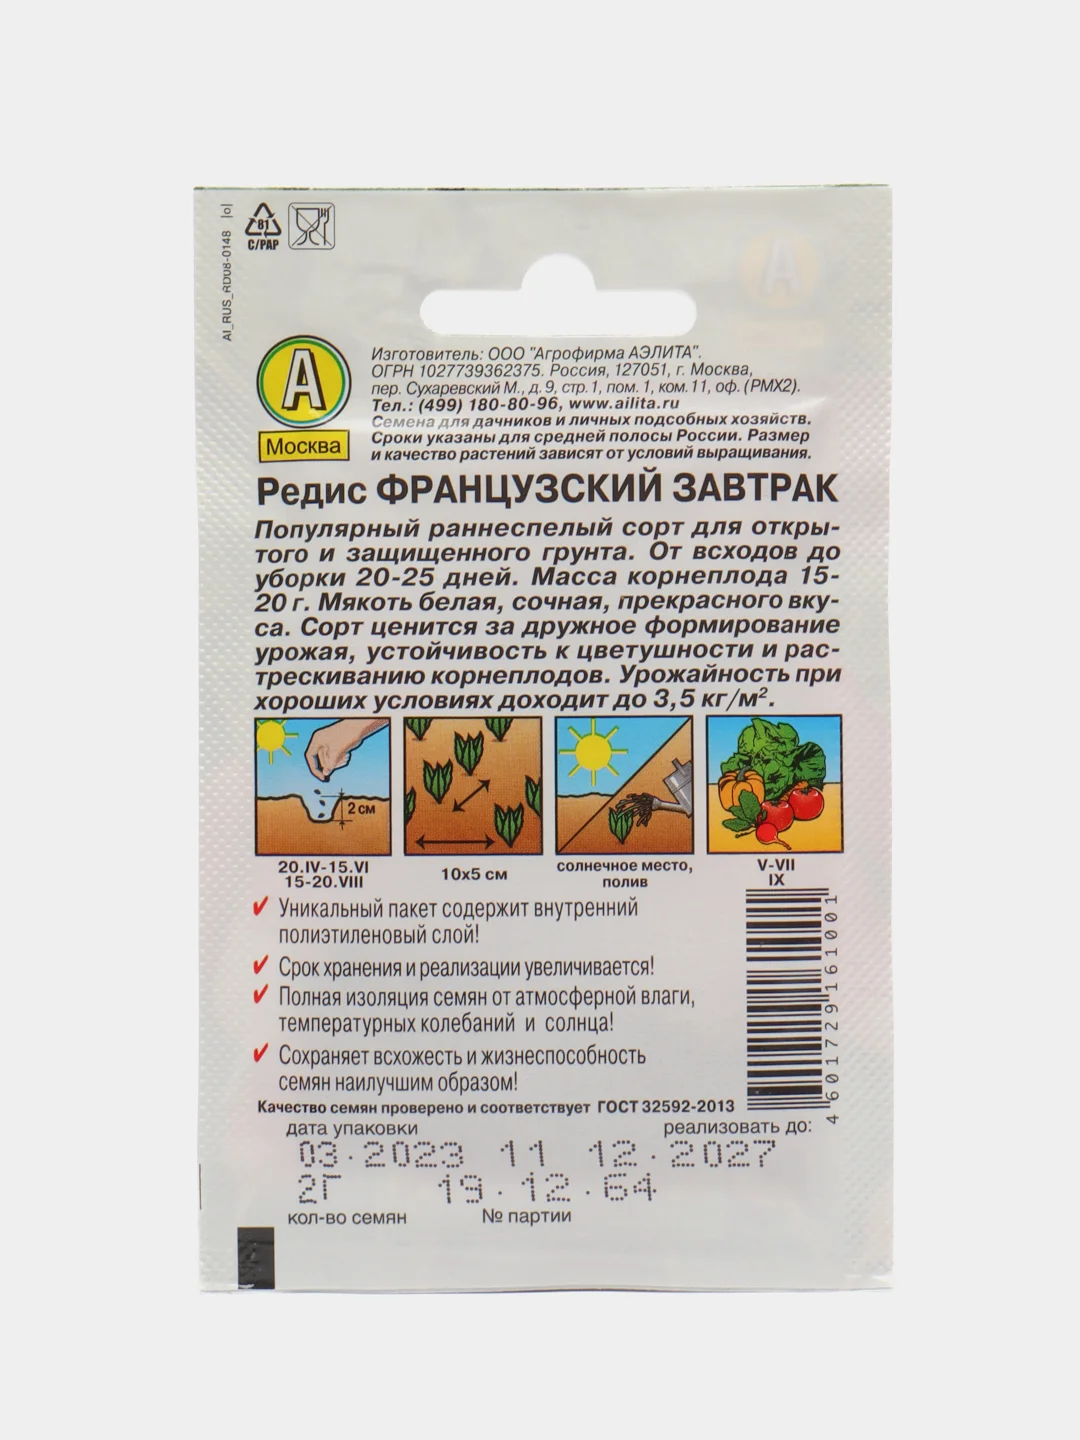 AI_RUS_RD08-0148 |o|
81
C/PAP
A
Москва
Изготовитель: ООО "Агрофирма АЭЛИТА".
ОГРН 1027739362375. Россия, 127051, г. Москва,
пер. Сухаревский М., д. 9, стр. 1, пом. 1, ком. 11, оф. (РМХ2).
Тел.: (499) 180-80-96, www.ailita.ru
Семена для дачников и личных подсобных хозяйств.
Сроки указаны для средней полосы России. Размер
и качество растений зависят от условий выращивания.
Редис ФРАНЦУЗСКИЙ ЗАВТРАК
Популярный раннеспелый сорт для откры-
того и защищенного грунта. От всходов до
уборки 20-25 дней. Масса корнеплода 15-
20 г. Мякоть белая, сочная, прекрасного вку-
са. Сорт ценится за дружное формирование
урожая, устойчивость к цветушности и рас-
трескиванию корнеплодов. Урожайность при
хороших условиях доходит до 3,5 кг/м².
2 см
20.IV-15.VI
15-20.VIII
10х5 см
солнечное место,
полив
V-VII
IX
Уникальный пакет содержит внутренний
полиэтиленовый слой!
Срок хранения и реализации увеличивается!
Полная изоляция семян от атмосферной влаги,
температурных колебаний и солнца!
Сохраняет всхожесть и жизнеспособность
семян наилучшим образом!
4601729161001
Качество семян проверено и соответствует ГОСТ 32592-2013
дата упаковки реализовать до:
03.2023 11 12.2027
2Г 19.12.64
кол-во семян № партии